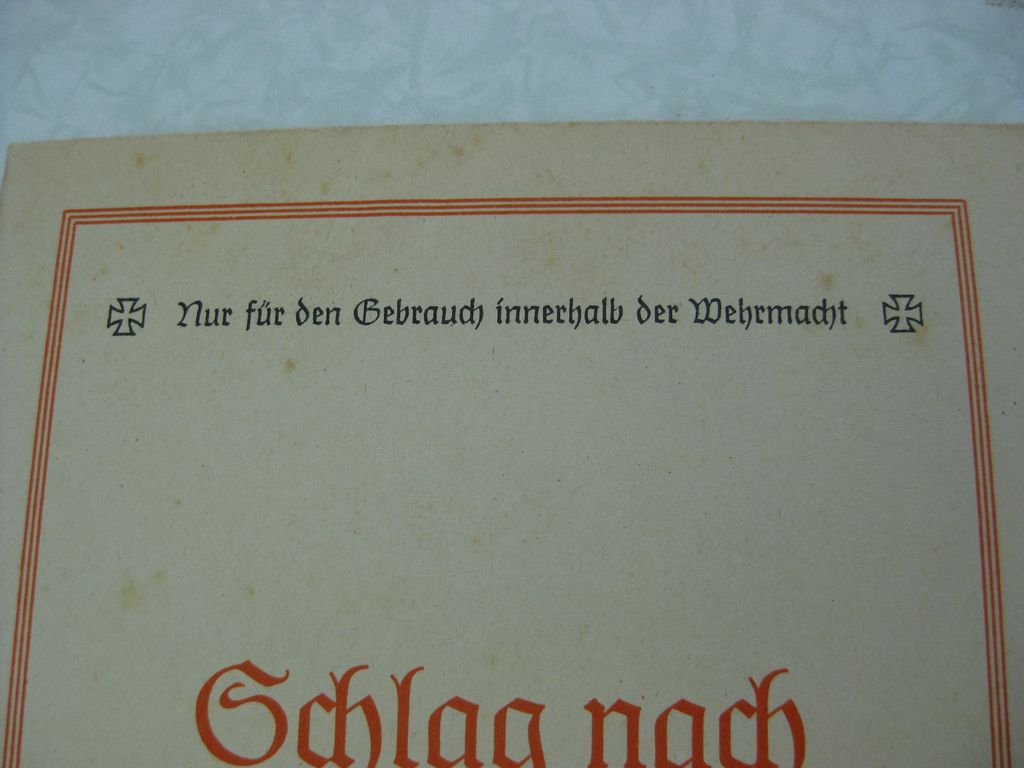 Nur für den Gebrauch innerhalb der Wehrmacht
Schlag nach